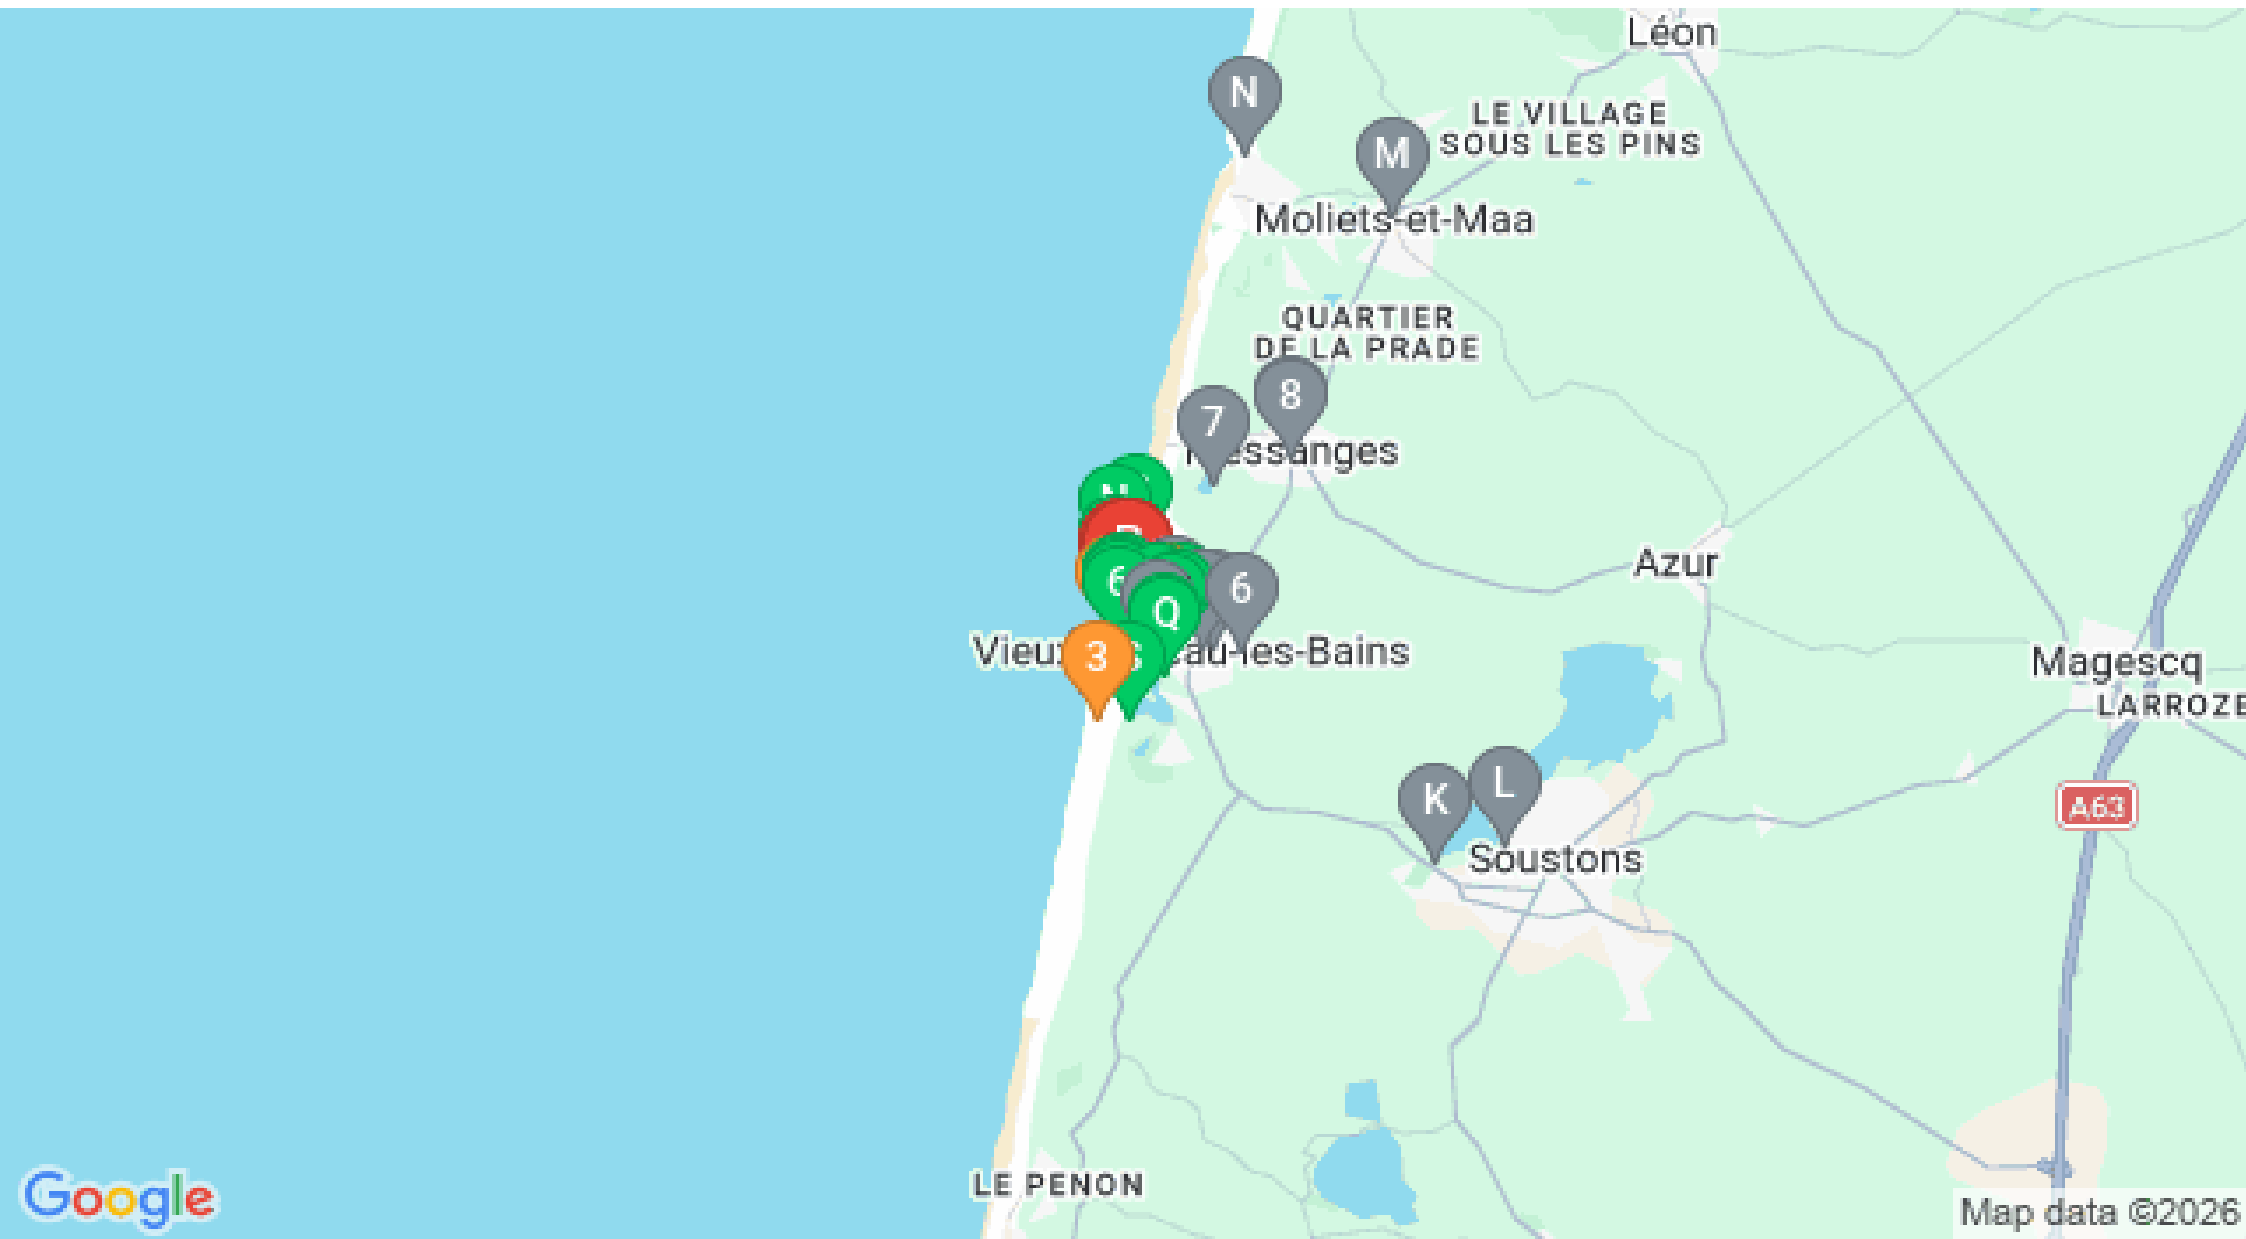 Léon
N
LE VILLAGE
SOUS LES PINS
M
Moliets-et-Maa
QUARTIER
DE LA PRADE
8
7
Azur
6
6
Q
3
Magescq
LARROZE
L
K
A63
Soustons
LE PENON
Google
Map data ©2026